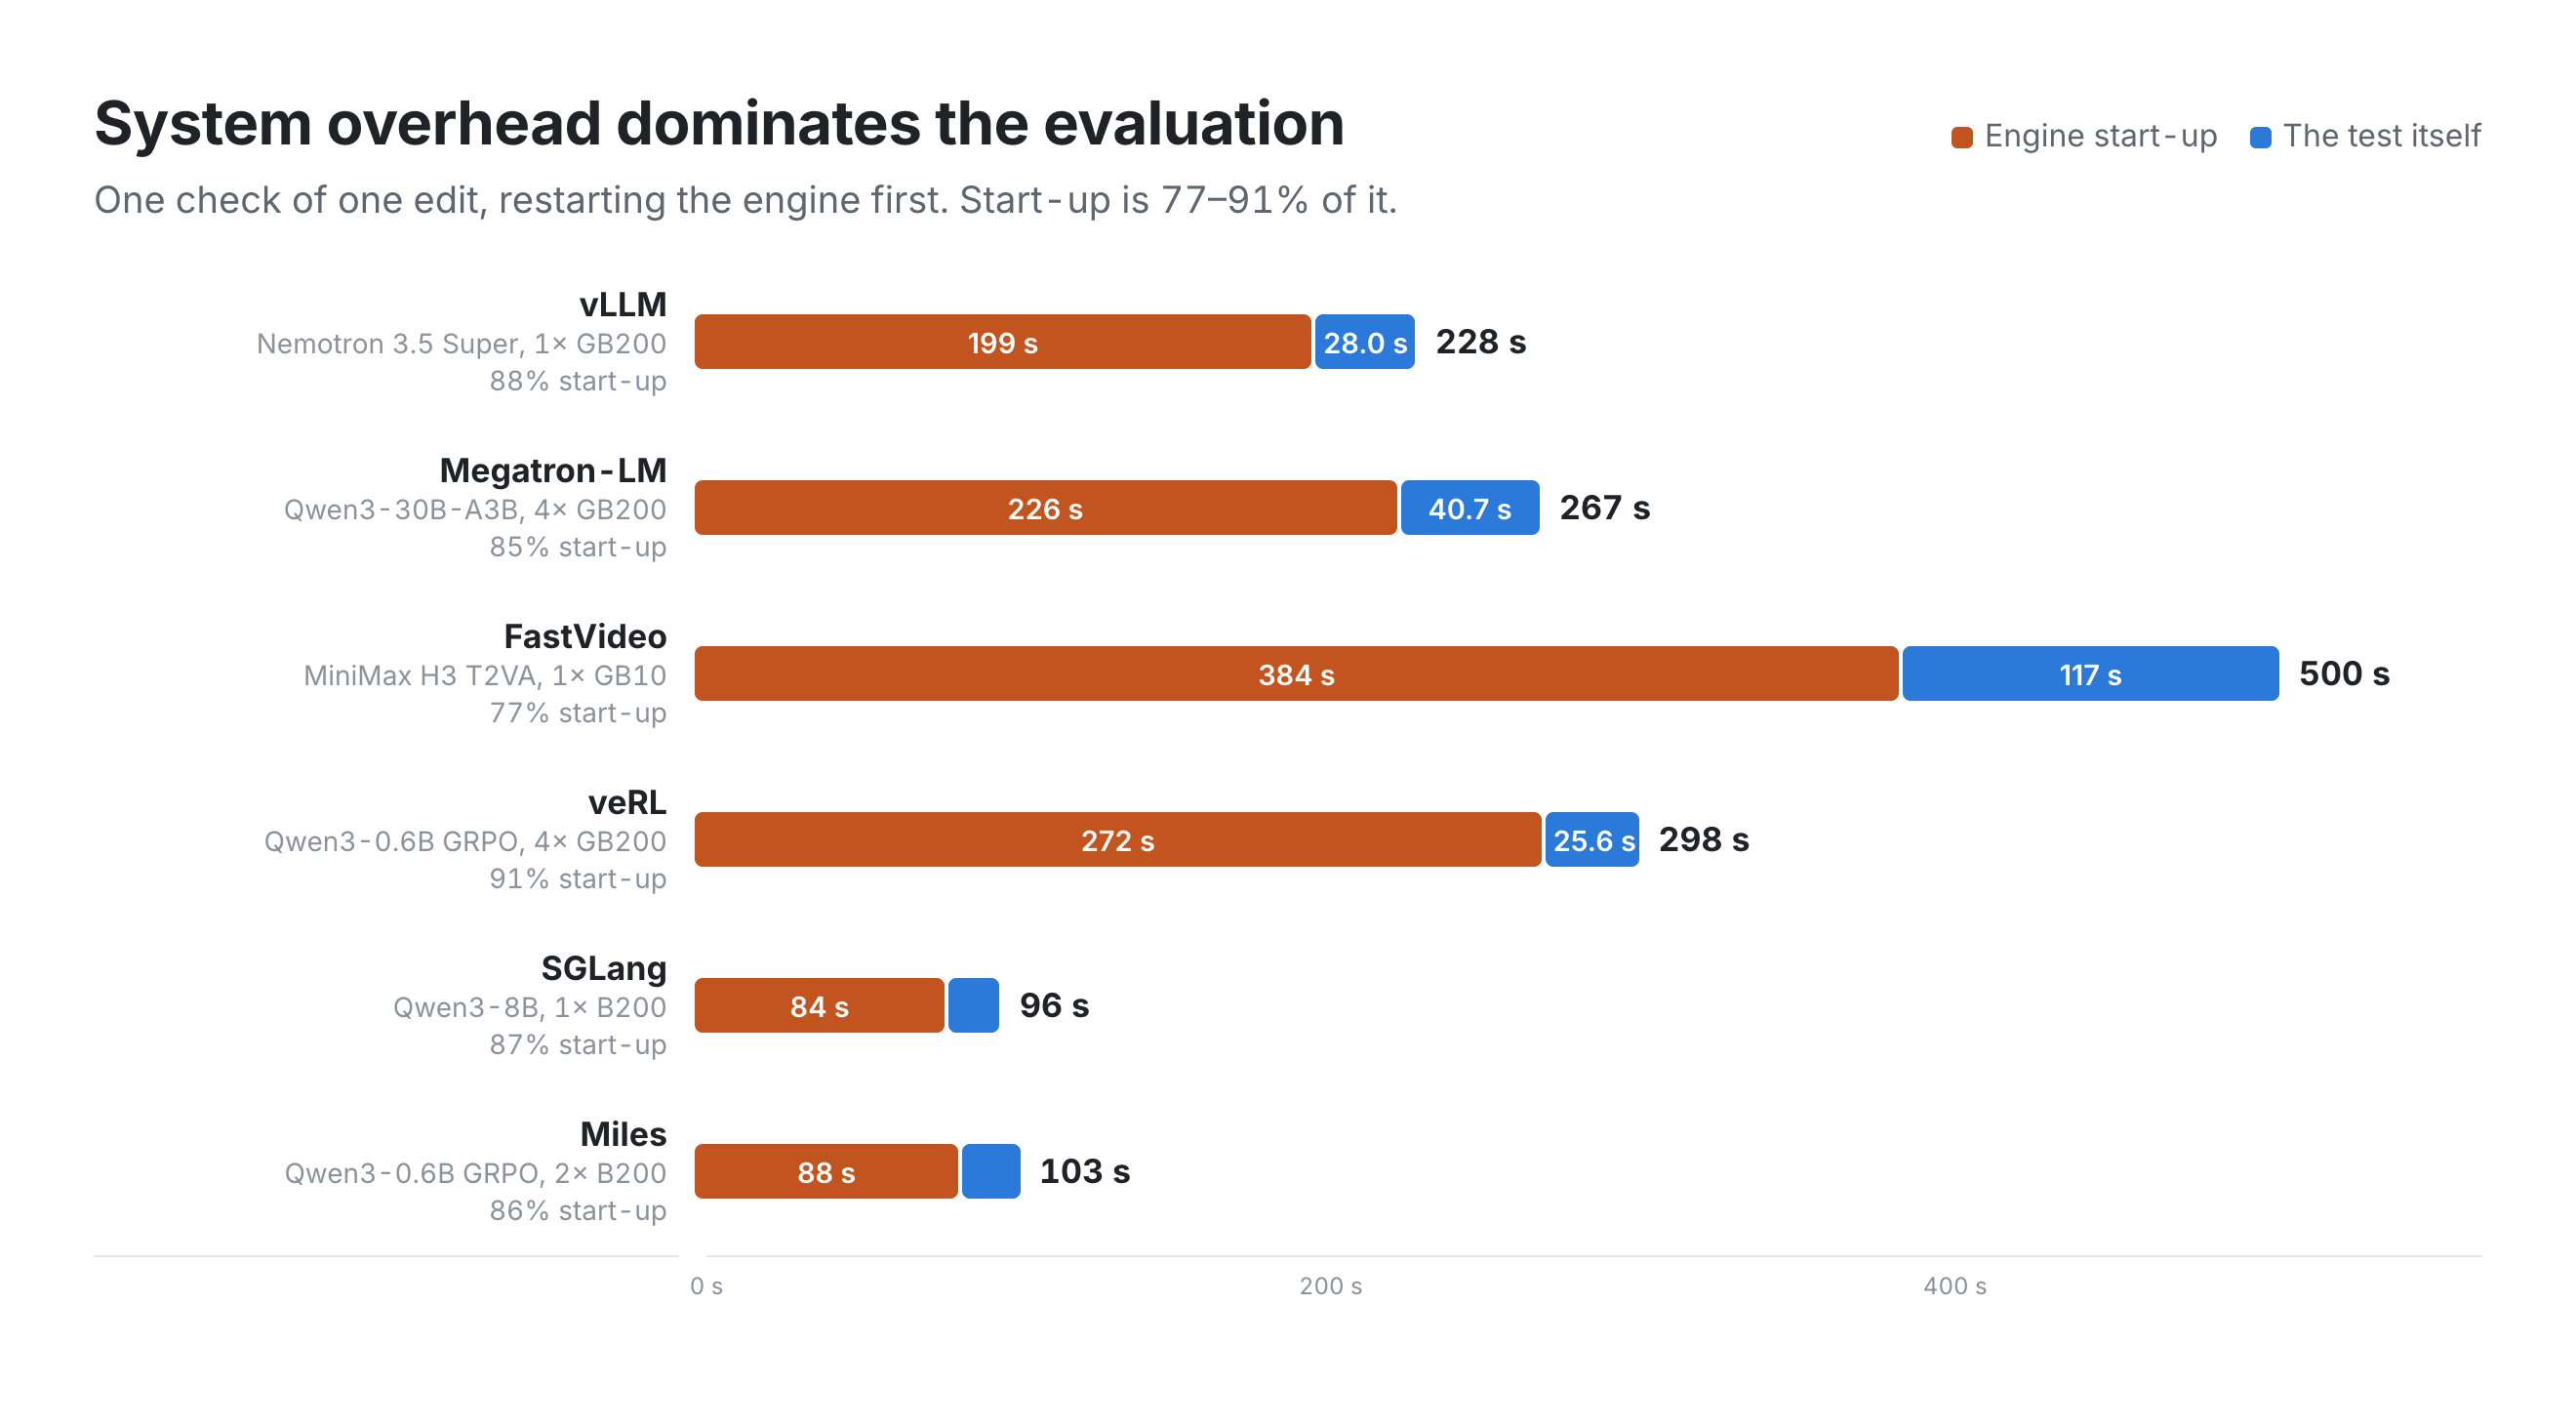 System overhead dominates the evaluation
Engine start-up
The test itself
One check of one edit, restarting the engine first. Start-up is 77–91% of it.
vLLM
Nemotron 3.5 Super, 1× GB200
88% start-up
199 s
28.0 s
228 s
Megatron-LM
Qwen3-30B-A3B, 4× GB200
85% start-up
226 s
40.7 s
267 s
FastVideo
MiniMax H3 T2VA, 1× GB10
77% start-up
384 s
117 s
500 s
veRL
Qwen3-0.6B GRPO, 4× GB200
91% start-up
272 s
25.6 s
298 s
SGLang
Qwen3-8B, 1× B200
87% start-up
84 s
96 s
Miles
Qwen3-0.6B GRPO, 2× B200
86% start-up
88 s
103 s
0 s
200 s
400 s